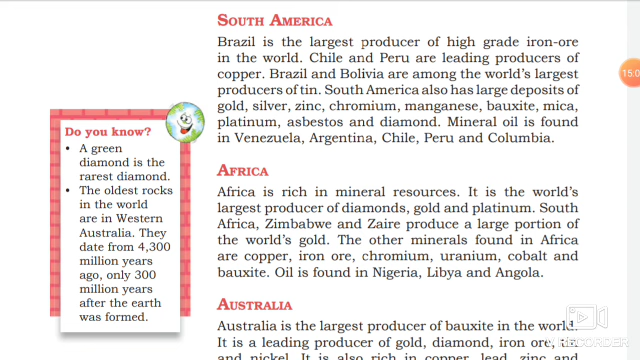 SOUTH AMERICA
Brazil is the largest producer of high grade iron-ore
in the world. Chile and Peru are leading producers of
copper. Brazil and Bolivia are among the world's largest
producers of tin. South America also has large deposits of
gold, silver, zinc, chromium, manganese, bauxite, mica,
platinum, asbestos and diamond. Mineral oil is found
in Venezuela, Argentina, Chile, Peru and Columbia.
Do you know?
• A green
diamond is the
rarest diamond.
• The oldest rocks
in the world
are in Western
Australia. They
date from 4,300
million years
ago, only 300
million years
after the earth
was formed.
AFRICA
Africa is rich in mineral resources. It is the world's
largest producer of diamonds, gold and platinum. South
Africa, Zimbabwe and Zaire produce a large portion of
the world's gold. The other minerals found in Africa
are copper, iron ore, chromium, uranium, cobalt and
bauxite. Oil is found in Nigeria, Libya and Angola.
AUSTRALIA
Australia is the largest producer of bauxite in the world.
It is a leading producer of gold, diamond, iron ore, tin
and nickel. It is also rich in copper, lead, zinc and
15:0
RECORDER